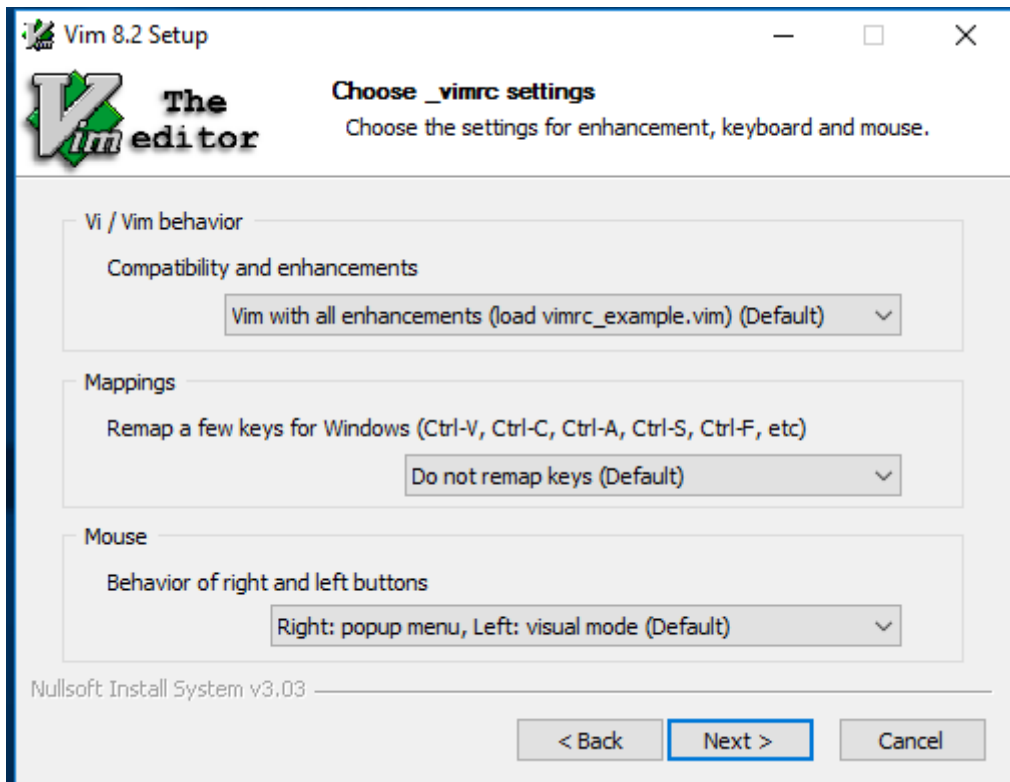 Vim 8.2 Setup
Vim The editor
Choose _vimrc settings
Choose the settings for enhancement, keyboard and mouse.
Vi / Vim behavior
Compatibility and enhancements
Vim with all enhancements (load vimrc_example.vim) (Default)
Mappings
Remap a few keys for Windows (Ctrl-V, Ctrl-C, Ctrl-A, Ctrl-S, Ctrl-F, etc)
Do not remap keys (Default)
Mouse
Behavior of right and left buttons
Right: popup menu, Left: visual mode (Default)
Nullsoft Install System v3.03
< Back
Next >
Cancel